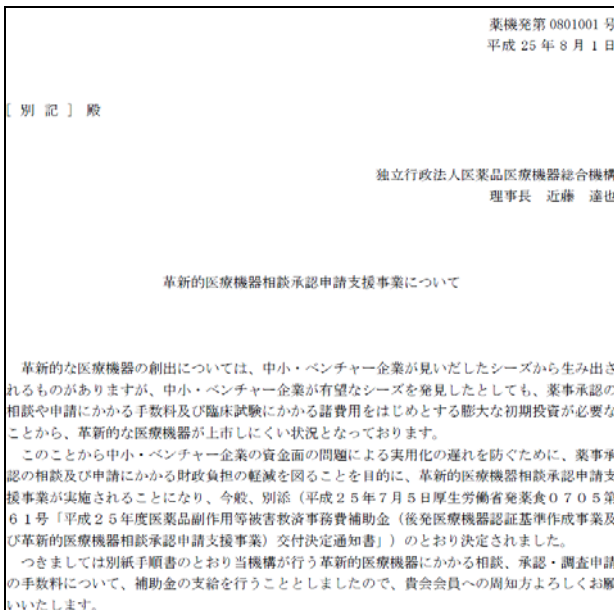 薬機発第 0801001 号
平成 25 年 8 月 1 日
[ 別 記 ] 殿
独立行政法人医薬品医療機器総合機構
理事長 近藤 達也
革新的医療機器相談承認申請支援事業について
革新的な医療機器の創出については、中小・ベンチャー企業が見いだしたシーズから生み出さ
れるものがありますが、中小・ベンチャー企業が有望なシーズを発見したとしても、薬事承認の
相談や申請にかかる手数料及び臨床試験にかかる諸費用をはじめとする膨大な初期投資が必要な
ことから、革新的な医療機器が上市しにくい状況となっております。
このことから中小・ベンチャー企業の資金面の問題による実用化の遅れを防ぐために、薬事承
認の相談及び申請にかかる財政負担の軽減を図ることを目的に、革新的医療機器相談承認申請支
援事業が実施されることになり、今般、別添（平成２５年７月５日厚生労働省発薬食０７０５第
６１号「平成２５年度医薬品副作用等被害救済事務費補助金（後発医療機器認証基準作成事業及
び革新的医療機器相談承認申請支援事業）交付決定通知書」）のとおり決定されました。
つきましては別紙手順書のとおり当機構が行う革新的医療機器にかかる相談、承認・調査申請
の手数料について、補助金の支給を行うこととしましたので、貴会会員への周知方よろしくお願
いいたします。